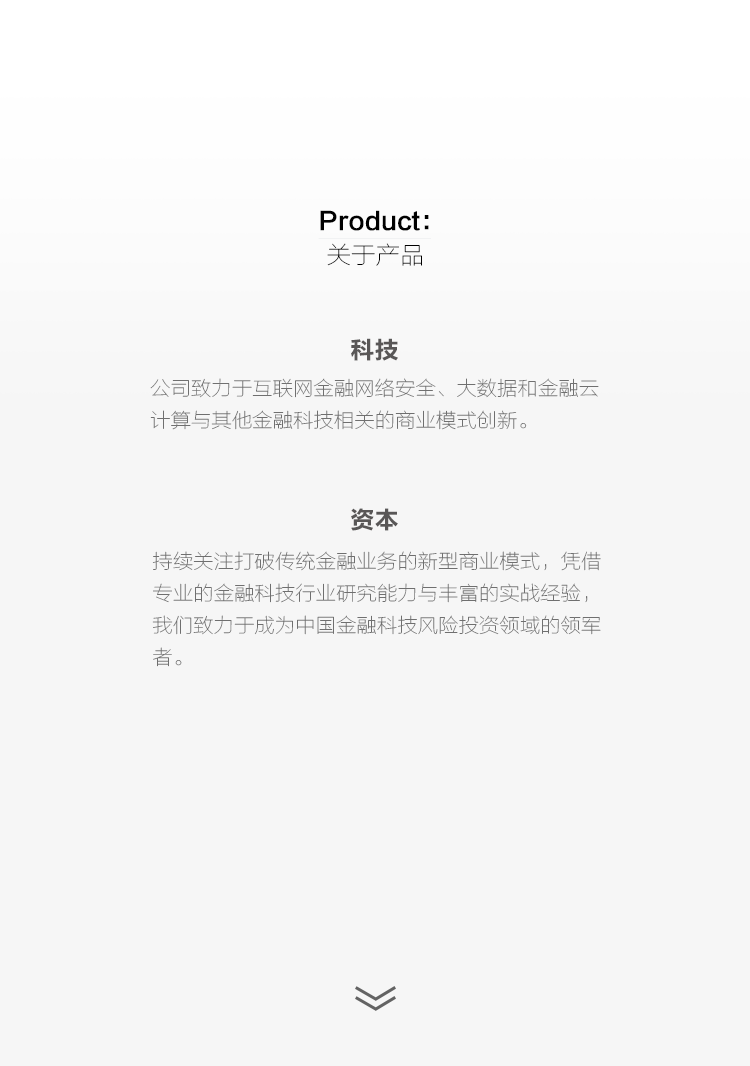 Product:
关于产品
科技
公司致力于互联网金融网络安全、大数据和金融云
计算与其他金融科技相关的商业模式创新。
资本
持续关注打破传统金融业务的新型商业模式，凭借
专业的金融科技行业研究能力与丰富的实战经验，
我们致力于成为中国金融科技风险投资领域的领军
者。